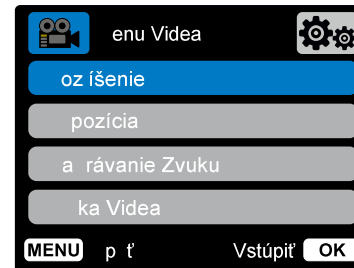 enu Videa
oz íšenie
pozícia
a rávanie Zvuku
ka Videa
MENU p ť Vstúpiť OK